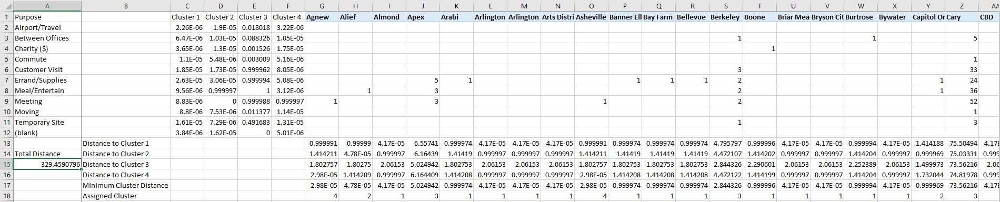 A B C D E F G H I J K L M N O P Q R S T U V W X Y Z AA
1 Purpose Cluster 1 Cluster 2 Cluster 3 Cluster 4 Agnew Alief Almond Apex Arabi Arlington Arlington Arts Distri Asheville Banner Ell Bay Farm Bellevue Berkeley Boone Briar Mea Bryson Cit Burtrose Bywater Capitol Or Cary CBD
2 Airport/Travel 2.26E-06 1.9E-05 0.018018 3.22E-06
3 Between Offices 6.47E-06 1.03E-05 0.088326 1.05E-05 1 1 5
4 Charity ($) 3.65E-06 1.3E-05 0.001526 1.75E-05 1
5 Commute 1.1E-05 5.48E-06 0.003009 5.16E-06 1
6 Customer Visit 1.85E-05 1.73E-05 0.999962 8.05E-06 3 33
7 Errand/Supplies 2.63E-05 3.06E-05 0.999994 5.08E-06 5 1 1 1 1 2 1 24
8 Meal/Entertain 9.56E-06 0.999997 1 3.12E-06 1 3 2 1 36
9 Meeting 8.83E-06 0 0.999988 0.999997 1 3 1 2 52
10 Moving 8.8E-06 7.53E-06 0.011377 1.14E-05 1
11 Temporary Site 1.61E-05 7.29E-06 0.491683 1.31E-05 1 3
12 (blank) 3.84E-06 1.62E-05 0 5.01E-06
13 Distance to Cluster 1 0.999991 0.99999 4.17E-05 6.55741 0.999974 4.17E-05 4.17E-05 4.17E-05 0.999991 0.999974 0.999974 0.999974 4.795797 0.999996 4.17E-05 4.17E-05 0.999994 4.17E-05 1.414188 75.50494 4.17E
14 Total Distance Distance to Cluster 2 1.414211 4.78E-05 0.999997 6.16439 1.41419 0.999997 0.999997 0.999997 1.414211 1.41419 1.41419 1.41419 4.472107 1.414202 0.999997 0.999997 1.414204 0.999997 0.999969 75.03331 0.999
15 329.4590796 Distance to Cluster 3 1.802757 1.80275 2.06153 5.024942 1.802753 2.06153 2.06153 2.06153 1.802757 1.802753 1.802753 1.802753 2.844326 2.290601 2.06153 2.06153 2.252389 2.06153 1.499973 73.56216 2.06
16 Distance to Cluster 4 2.98E-05 1.414209 0.999997 6.164409 1.414208 0.999997 0.999997 0.999997 2.98E-05 1.414208 1.414208 1.414208 4.472122 1.414199 0.999997 0.999997 1.414204 0.999997 1.732044 74.81978 0.999
17 Minimum Cluster Distance 2.98E-05 4.78E-05 4.17E-05 5.024942 0.999974 4.17E-05 4.17E-05 4.17E-05 2.98E-05 0.999974 0.999974 0.999974 2.844326 0.999996 4.17E-05 4.17E-05 0.999994 4.17E-05 0.999969 73.56216 4.17E
18 Assigned Cluster 4 2 1 3 1 1 1 1 4 1 1 1 3 1 1 1 1 1 2 3